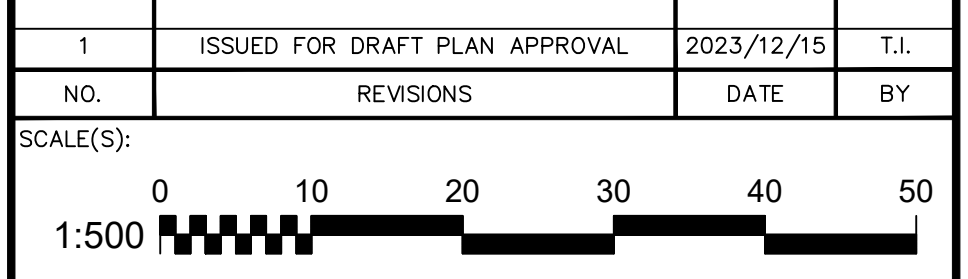 1 ISSUED FOR DRAFT PLAN APPROVAL 2023/12/15 T.I.
NO. REVISIONS DATE BY
SCALE(S):
0 10 20 30 40 50
1:500